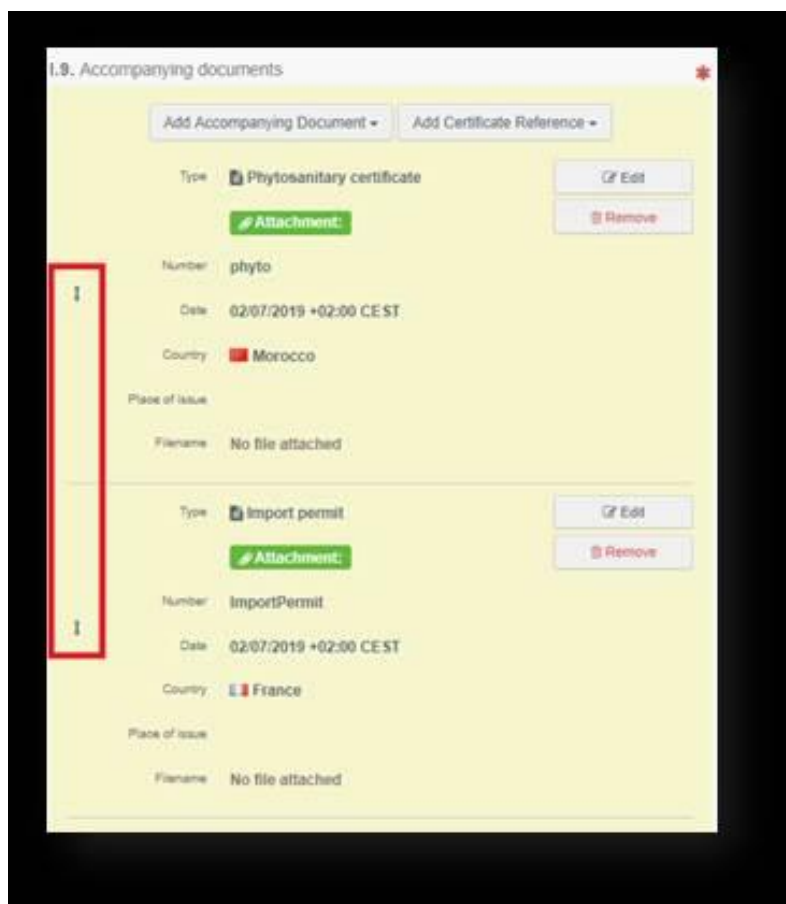 I.9. Accompanying documents *
Add Accompanying Document Add Certificate Reference
Type Phytosanitary certificate Edit
Attachment: Remove
Number phyto
Date 02/07/2019 +02:00 CEST
Country Morocco
Place of issue
Filename No file attached
Type Import permit Edit
Attachment: Remove
Number ImportPermit
Date 02/07/2019 +02:00 CEST
Country France
Place of issue
Filename No file attached